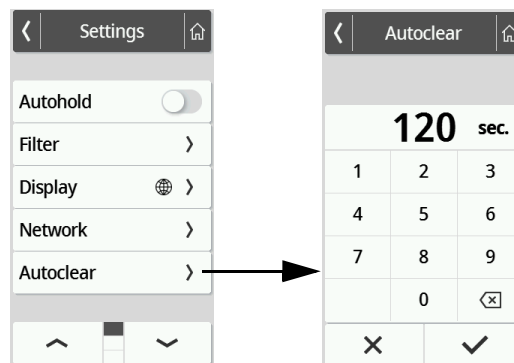 Settings
Autohold
Filter
Display
Network
Autoclear
Autoclear
120 sec.
1 2 3
4 5 6
7 8 9
0